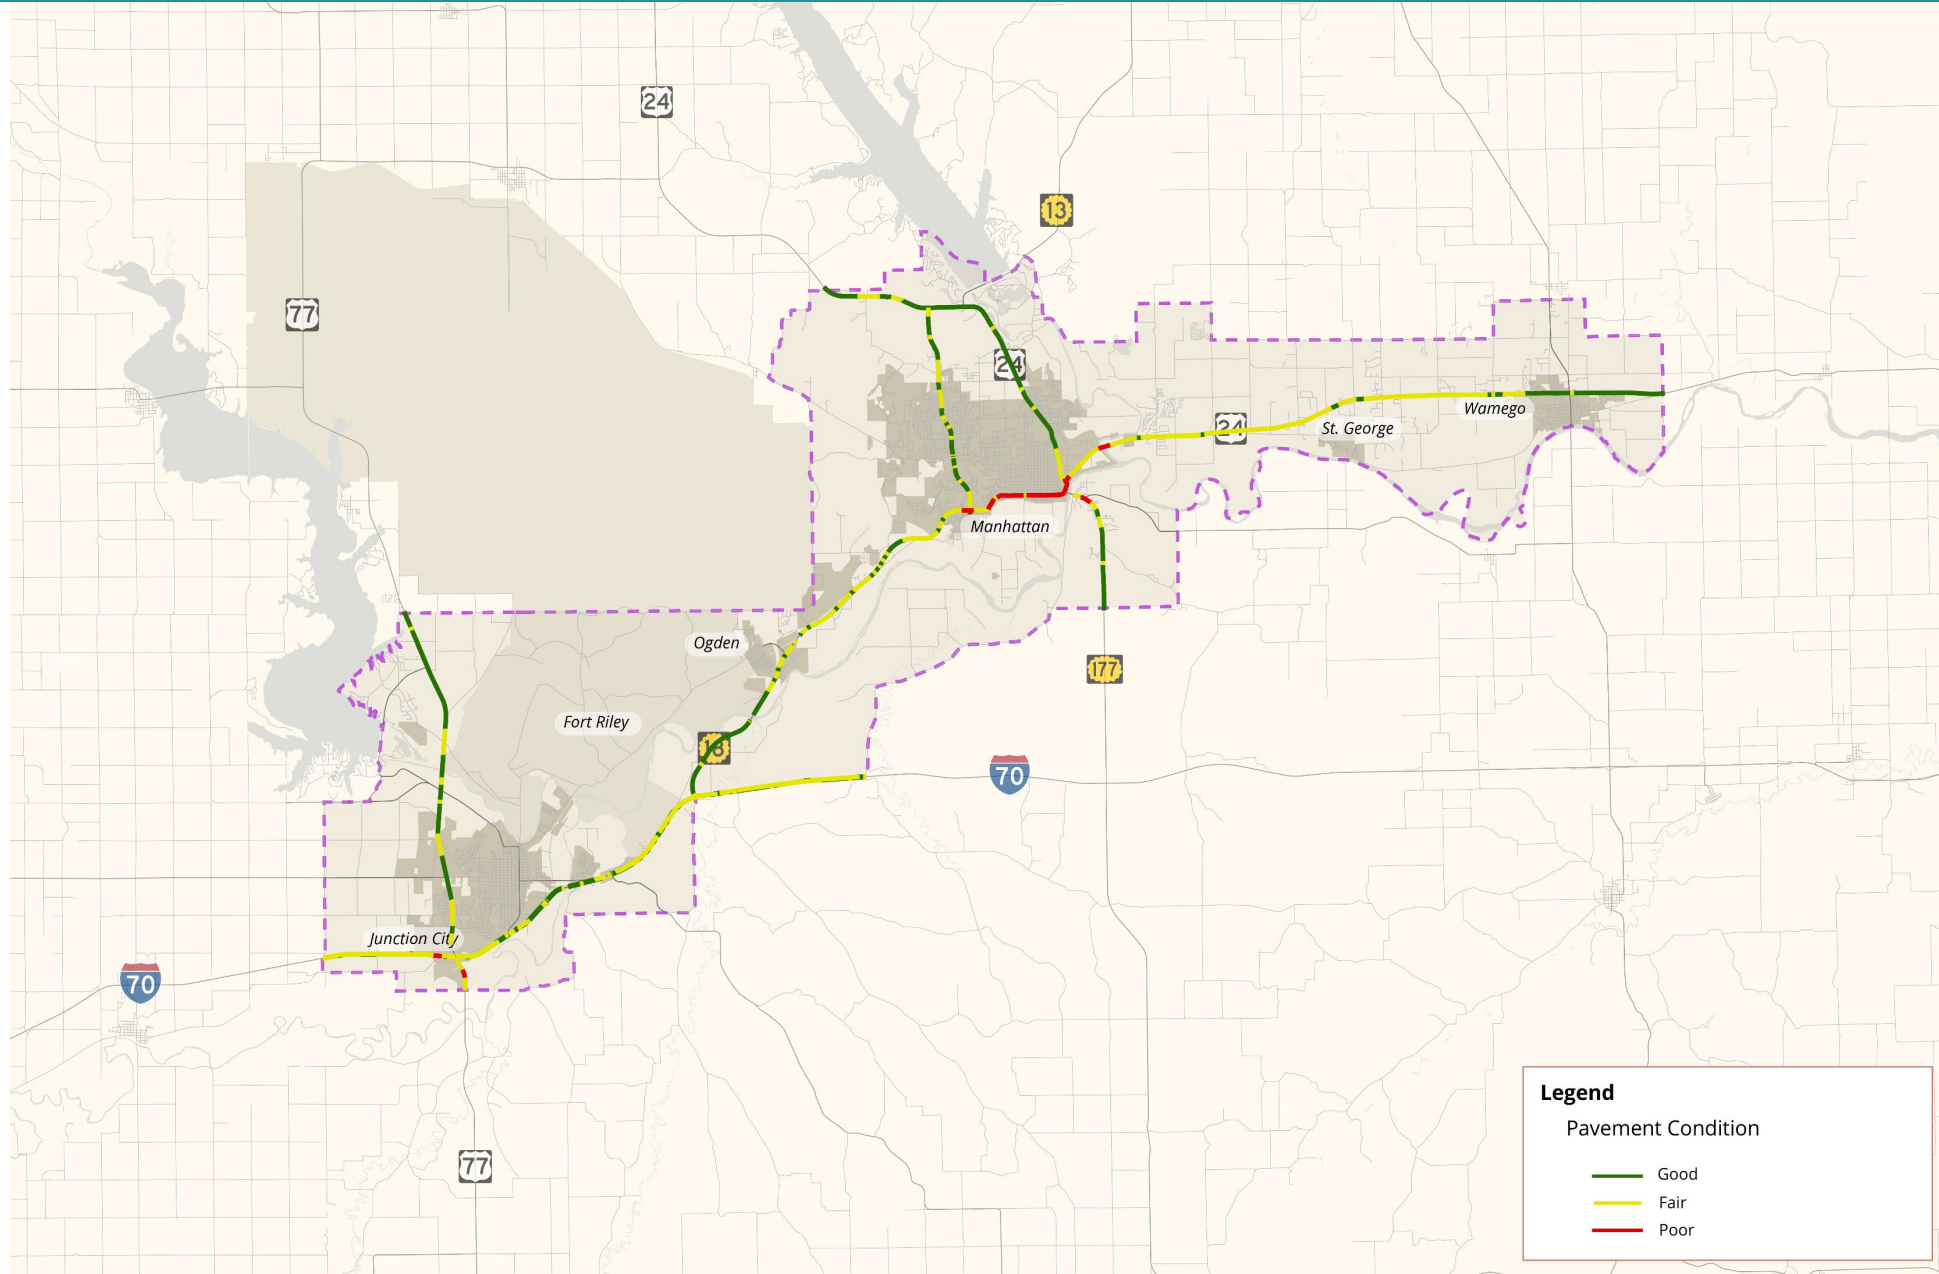 24
13
77
24
24
Wamego
St. George
Manhattan
Ogden
177
Fort Riley
18
70
Junction City
70
77
Legend
Pavement Condition
Good
Fair
Poor